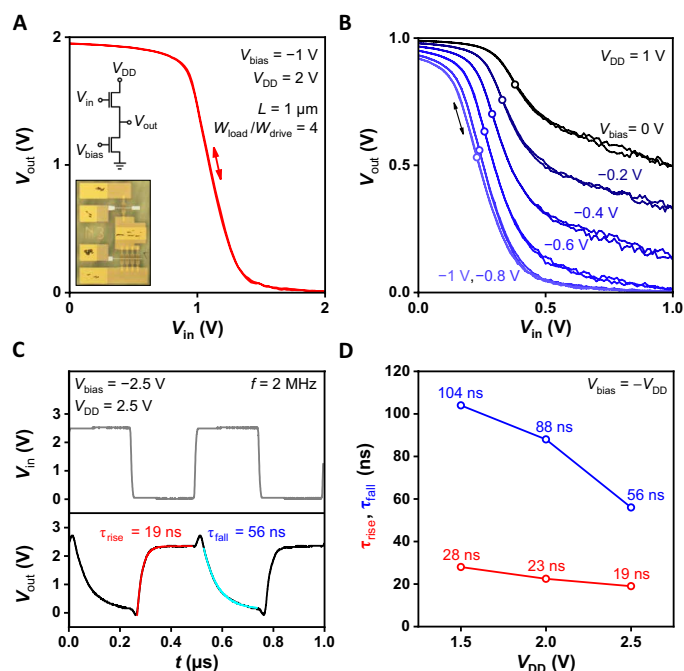 A
V_bias = −1 V
V_DD = 2 V
L = 1 µm
W_load/W_drive = 4
V_DD
V_in
V_out
V_bias
V_out (V)
2
1
0
0
1
2
V_in (V)
B
V_DD = 1 V
V_bias = 0 V
−0.2 V
−0.4 V
−0.6 V
−1 V, −0.8 V
V_out (V)
1.0
0.5
0.0
0.0
0.5
1.0
V_in (V)
C
V_bias = −2.5 V
f = 2 MHz
V_DD = 2.5 V
V_in (V)
3
2
1
0
τ_rise = 19 ns
τ_fall = 56 ns
V_out (V)
3
2
1
0
0.0
0.2
0.4
0.6
0.8
1.0
t (µs)
D
V_bias = −V_DD
104 ns
88 ns
56 ns
28 ns
23 ns
19 ns
τ_rise, τ_fall (ns)
120
100
80
60
40
20
0
1.5
2.0
2.5
V_DD (V)